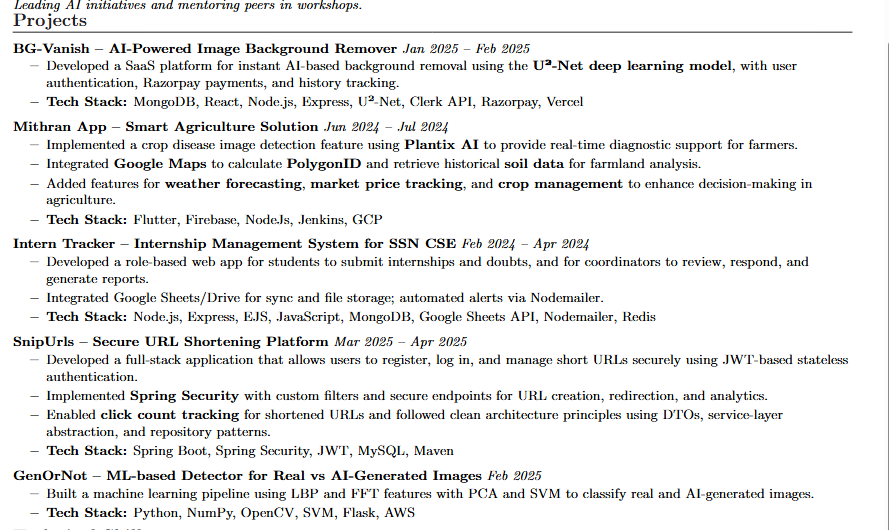 Leading AI initiatives and mentoring peers in workshops.
Projects
BG-Vanish – AI-Powered Image Background Remover Jan 2025 – Feb 2025
– Developed a SaaS platform for instant AI-based background removal using the U²-Net deep learning model, with user
authentication, Razorpay payments, and history tracking.
– Tech Stack: MongoDB, React, Node.js, Express, U²-Net, Clerk API, Razorpay, Vercel
Mithran App – Smart Agriculture Solution Jun 2024 – Jul 2024
– Implemented a crop disease image detection feature using Plantix AI to provide real-time diagnostic support for farmers.
– Integrated Google Maps to calculate PolygonID and retrieve historical soil data for farmland analysis.
– Added features for weather forecasting, market price tracking, and crop management to enhance decision-making in
agriculture.
– Tech Stack: Flutter, Firebase, NodeJs, Jenkins, GCP
Intern Tracker – Internship Management System for SSN CSE Feb 2024 – Apr 2024
– Developed a role-based web app for students to submit internships and doubts, and for coordinators to review, respond, and
generate reports.
– Integrated Google Sheets/Drive for sync and file storage; automated alerts via Nodemailer.
– Tech Stack: Node.js, Express, EJS, JavaScript, MongoDB, Google Sheets API, Nodemailer, Redis
SnipUrls – Secure URL Shortening Platform Mar 2025 – Apr 2025
– Developed a full-stack application that allows users to register, log in, and manage short URLs securely using JWT-based stateless
authentication.
– Implemented Spring Security with custom filters and secure endpoints for URL creation, redirection, and analytics.
– Enabled click count tracking for shortened URLs and followed clean architecture principles using DTOs, service-layer
abstraction, and repository patterns.
– Tech Stack: Spring Boot, Spring Security, JWT, MySQL, Maven
GenOrNot – ML-based Detector for Real vs AI-Generated Images Feb 2025
– Built a machine learning pipeline using LBP and FFT features with PCA and SVM to classify real and AI-generated images.
– Tech Stack: Python, NumPy, OpenCV, SVM, Flask, AWS